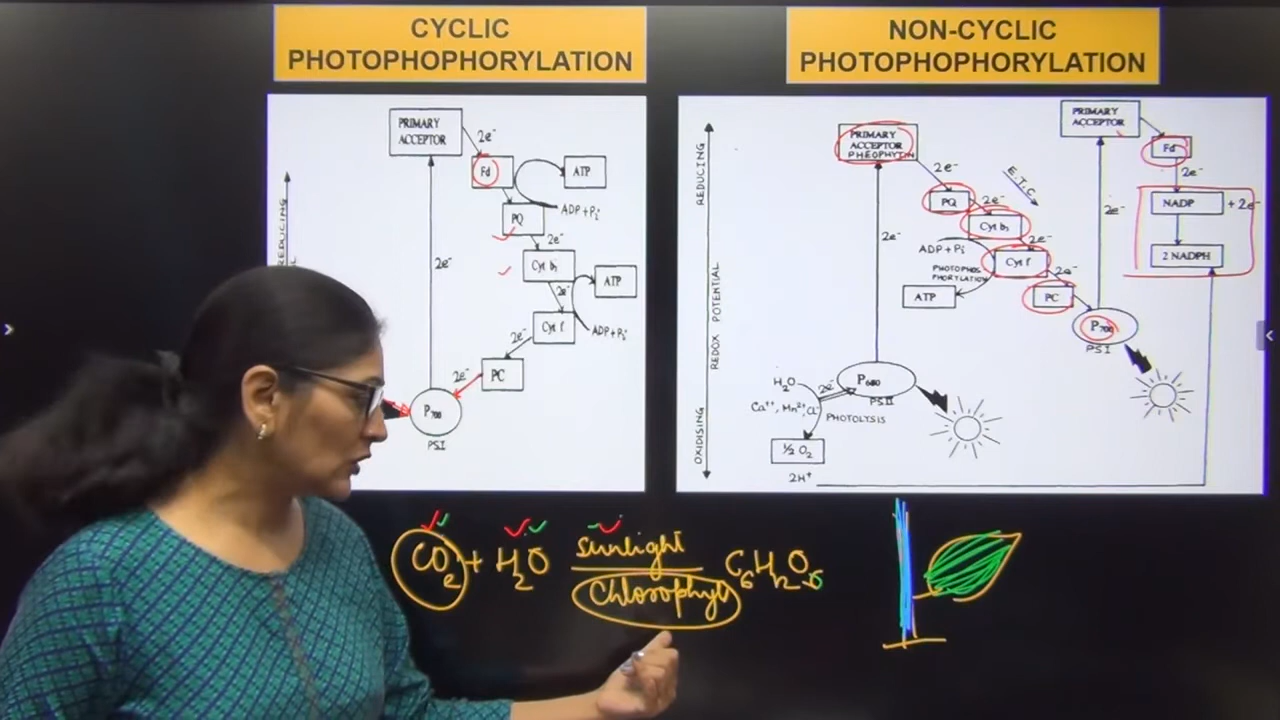 CYCLIC
PHOTOPHOPHORYLATION
PRIMARY
ACCEPTOR
2e⁻
Fd
ATP
ADP+Pi
PQ
2e⁻
2e⁻
Cyt b₆
ATP
2e⁻
Cyt f
ADP+Pi
2e⁻
PC
2e⁻
P700
PSI
REDUCING
NON-CYCLIC
PHOTOPHOPHORYLATION
REDUCING
REDOX POTENTIAL
OXIDISING
PRIMARY
ACCEPTOR
PHEOPHYTIN
2e⁻
PQ
2e⁻
E.T.C.
Cyt b₆
2e⁻
ADP+Pi
Cyt f
PHOTOPHOS
PHORYLATION
2e⁻
ATP
PC
2e⁻
P700
PSI
PRIMARY
ACCEPTOR
Fd
2e⁻
2e⁻
NADP
+ 2e⁻
2 NADPH
P680
PSII
H₂O
2e⁻
Ca⁺⁺, Mn²⁺, Cl⁻
PHOTOLYSIS
½ O₂
2H⁺
CO₂ + H₂O Sunlight C₆H₁₂O₆
Chlorophyll